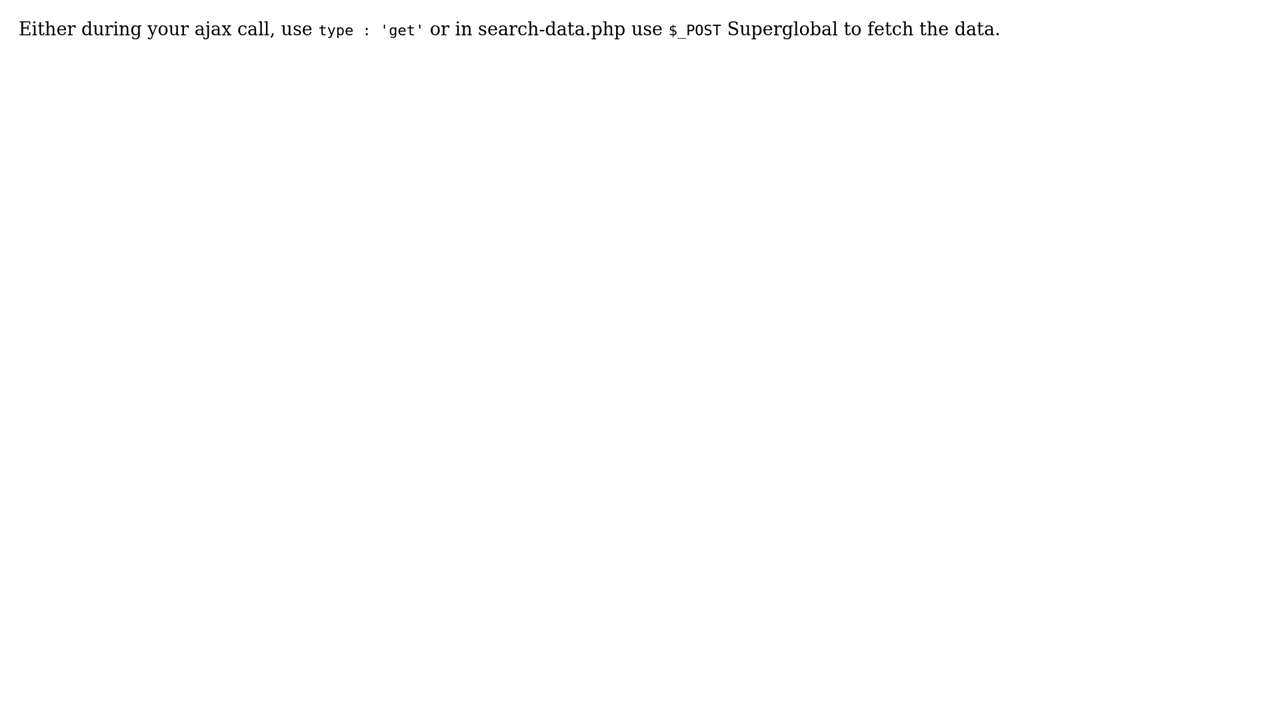 Either during your ajax call, use type : 'get' or in search-data.php use $_POST Superglobal to fetch the data.